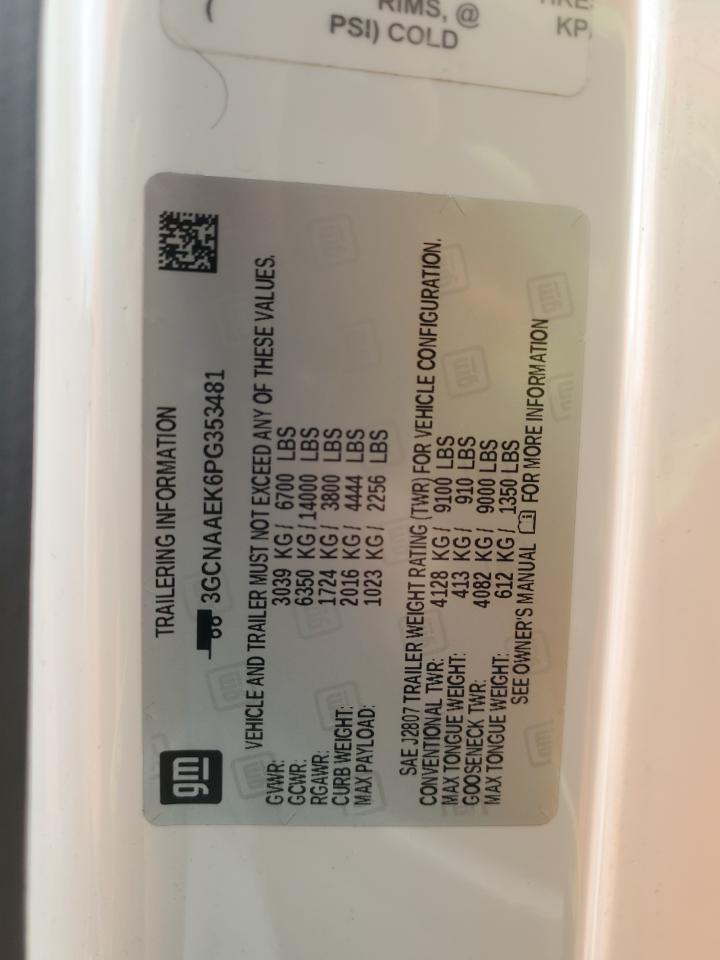 RIMS, @
PSI) COLD
KP
gm
TRAILERING INFORMATION
3GCNAAEK6PG353481
VEHICLE AND TRAILER MUST NOT EXCEED ANY OF THESE VALUES.
GVWR: 3039 KG / 6700 LBS
GCWR: 6350 KG / 14000 LBS
RGAWR: 1724 KG / 3800 LBS
CURB WEIGHT: 2016 KG / 4444 LBS
MAX PAYLOAD: 1023 KG / 2256 LBS
SAE J2807 TRAILER WEIGHT RATING (TWR) FOR VEHICLE CONFIGURATION.
CONVENTIONAL TWR: 4128 KG / 9100 LBS
MAX TONGUE WEIGHT: 413 KG / 910 LBS
GOOSENECK TWR: 4082 KG / 9000 LBS
MAX TONGUE WEIGHT: 612 KG / 1350 LBS
SEE OWNER'S MANUAL FOR MORE INFORMATION